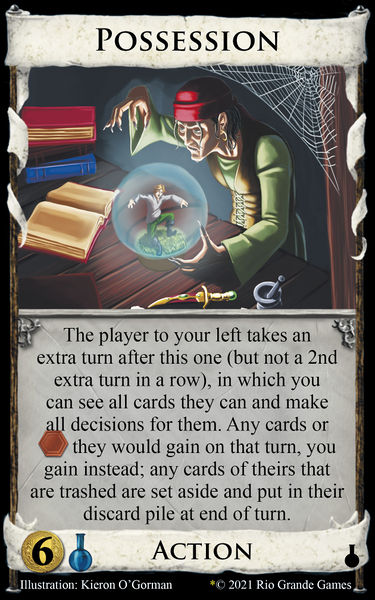 POSSESSION
The player to your left takes an
extra turn after this one (but not a 2nd
extra turn in a row), in which you
can see all cards they can and make
all decisions for them. Any cards or
they would gain on that turn, you
gain instead; any cards of theirs that
are trashed are set aside and put in their
discard pile at end of turn.
6 ACTION
Illustration: Kieron O'Gorman *© 2021 Rio Grande Games